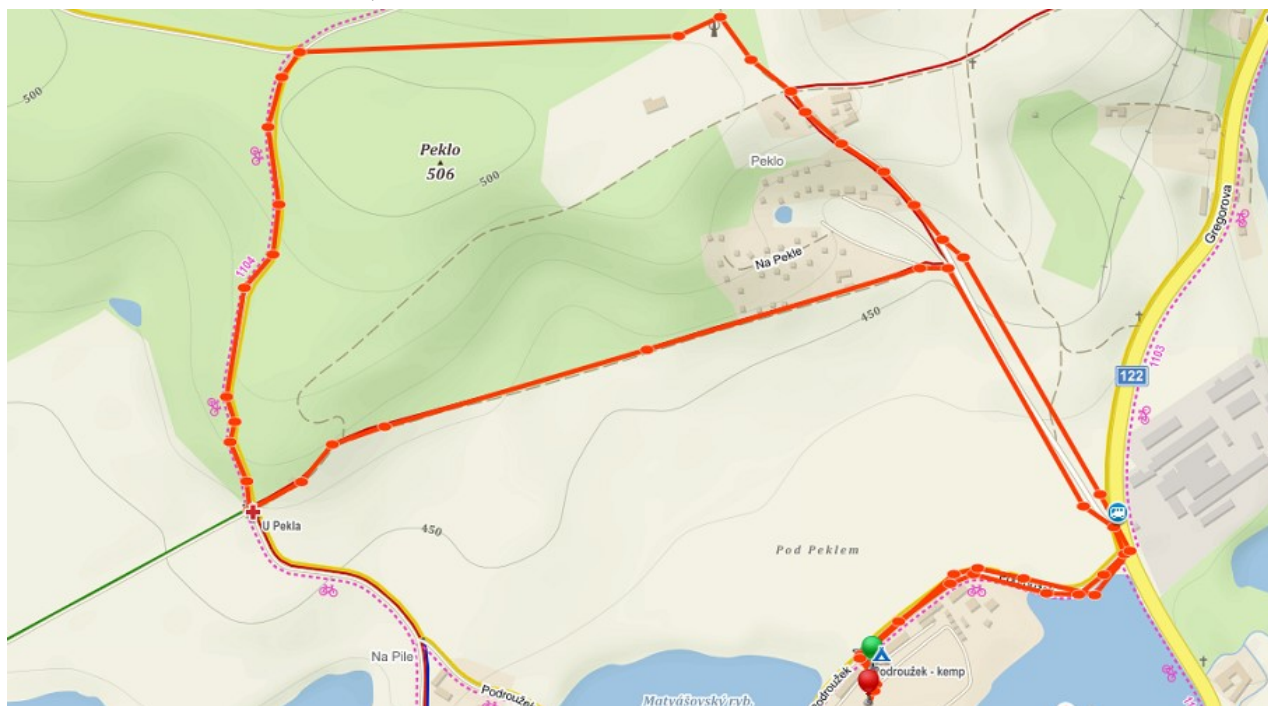 500
Peklo
506
500
Peklo
Na Pekle
Gregorova
1104
450
1103
122
U Pekla
450
Pod Peklem
Na Pile
Podroužek
Podroužek - kemp
Matvášovský ryb.